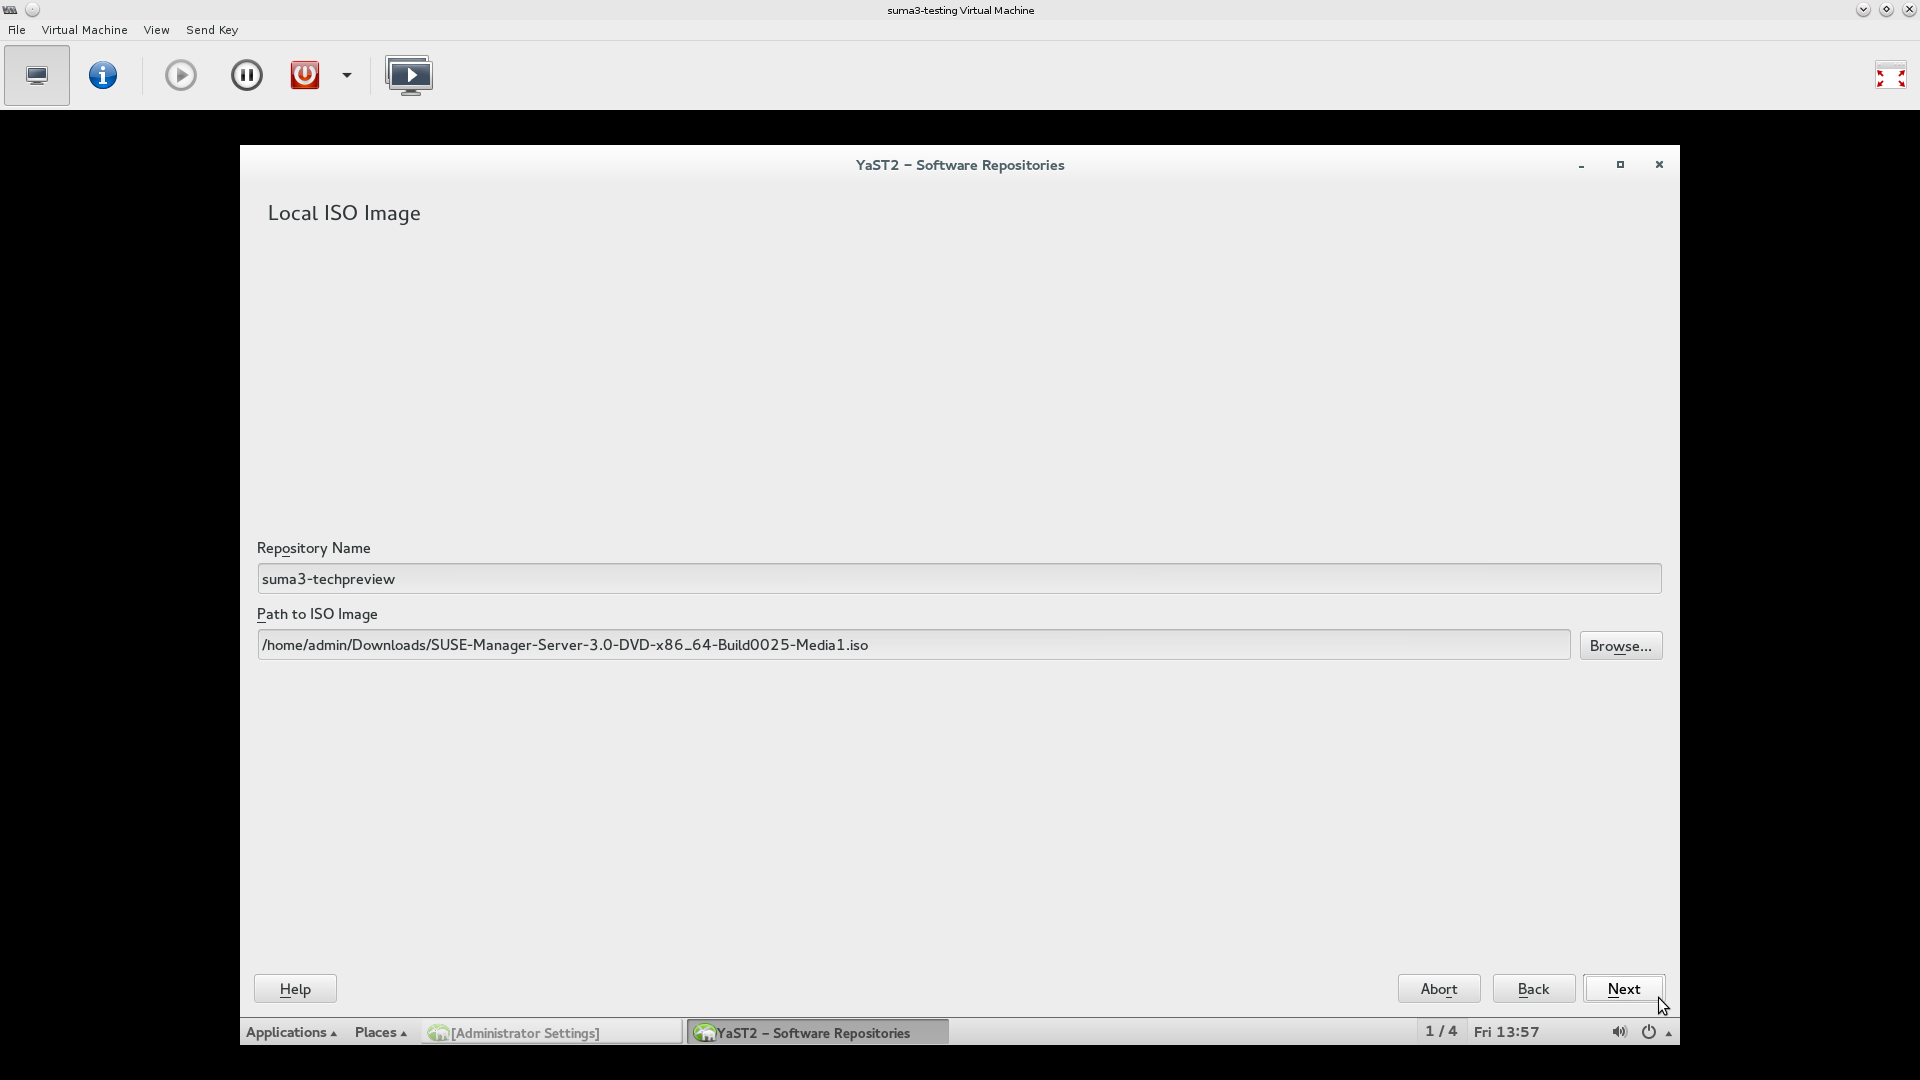 suma3-testing Virtual Machine
File Virtual Machine View Send Key
YaST2 – Software Repositories
Local ISO Image
Repository Name
suma3-techpreview
Path to ISO Image
/home/admin/Downloads/SUSE-Manager-Server-3.0-DVD-x86_64-Build0025-Media1.iso
Browse...
Help
Abort
Back
Next
Applications Places [Administrator Settings] YaST2 – Software Repositories 1 / 4 Fri 13:57